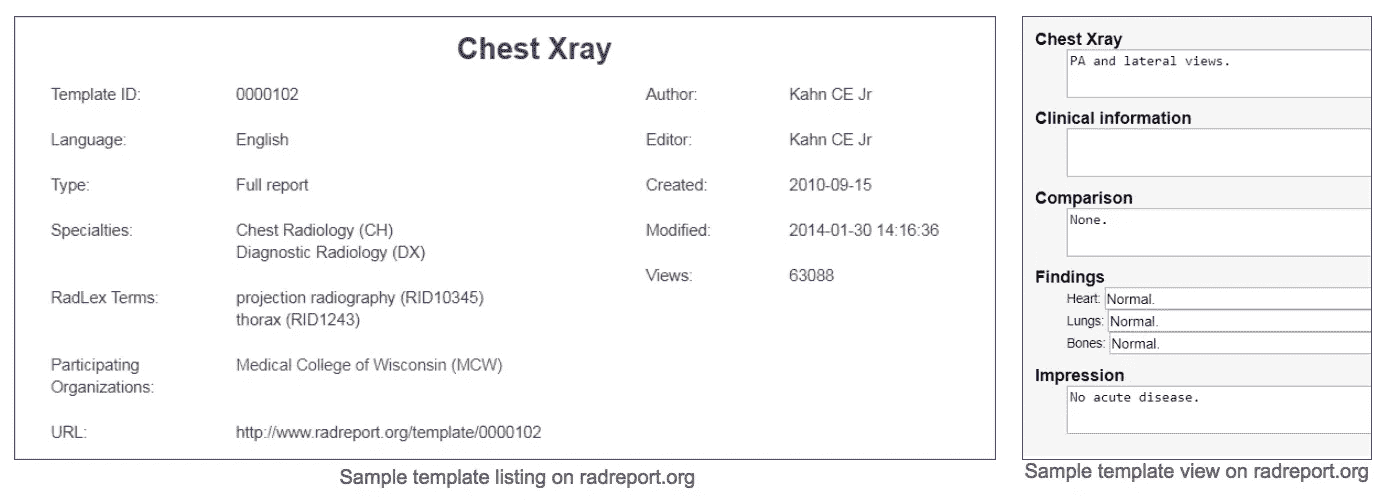 Chest Xray
Template ID: 0000102
Language: English
Type: Full report
Specialties: Chest Radiology (CH)
Diagnostic Radiology (DX)
RadLex Terms: projection radiography (RID10345)
thorax (RID1243)
Participating Medical College of Wisconsin (MCW)
Organizations:
URL: http://www.radreport.org/template/0000102
Author: Kahn CE Jr
Editor: Kahn CE Jr
Created: 2010-09-15
Modified: 2014-01-30 14:16:36
Views: 63088
Sample template listing on radreport.org
Chest Xray
PA and lateral views.
Clinical information
Comparison
None.
Findings
Heart: Normal.
Lungs: Normal.
Bones: Normal.
Impression
No acute disease.
Sample template view on radreport.org